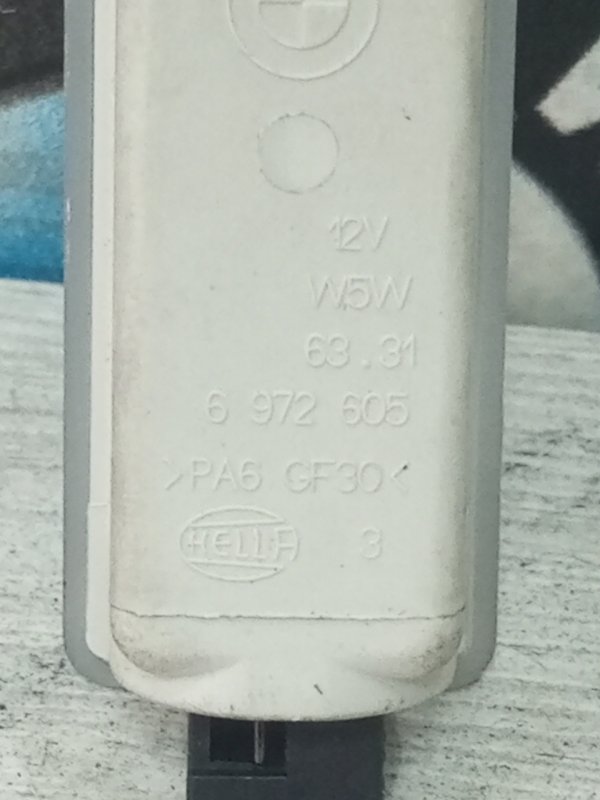 12V
W5W
63.31
6 972 605
>PA6 GF30<
HELLA 3